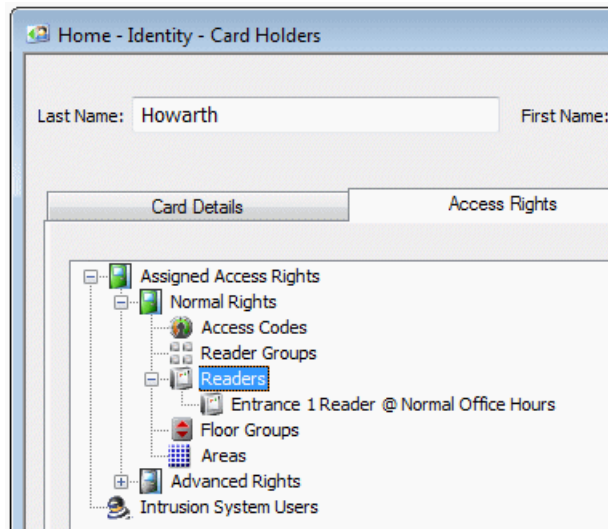 Home - Identity - Card Holders
Last Name: Howarth First Name:
Card Details Access Rights
Assigned Access Rights
Normal Rights
Access Codes
Reader Groups
Readers
Entrance 1 Reader @ Normal Office Hours
Floor Groups
Areas
Advanced Rights
Intrusion System Users